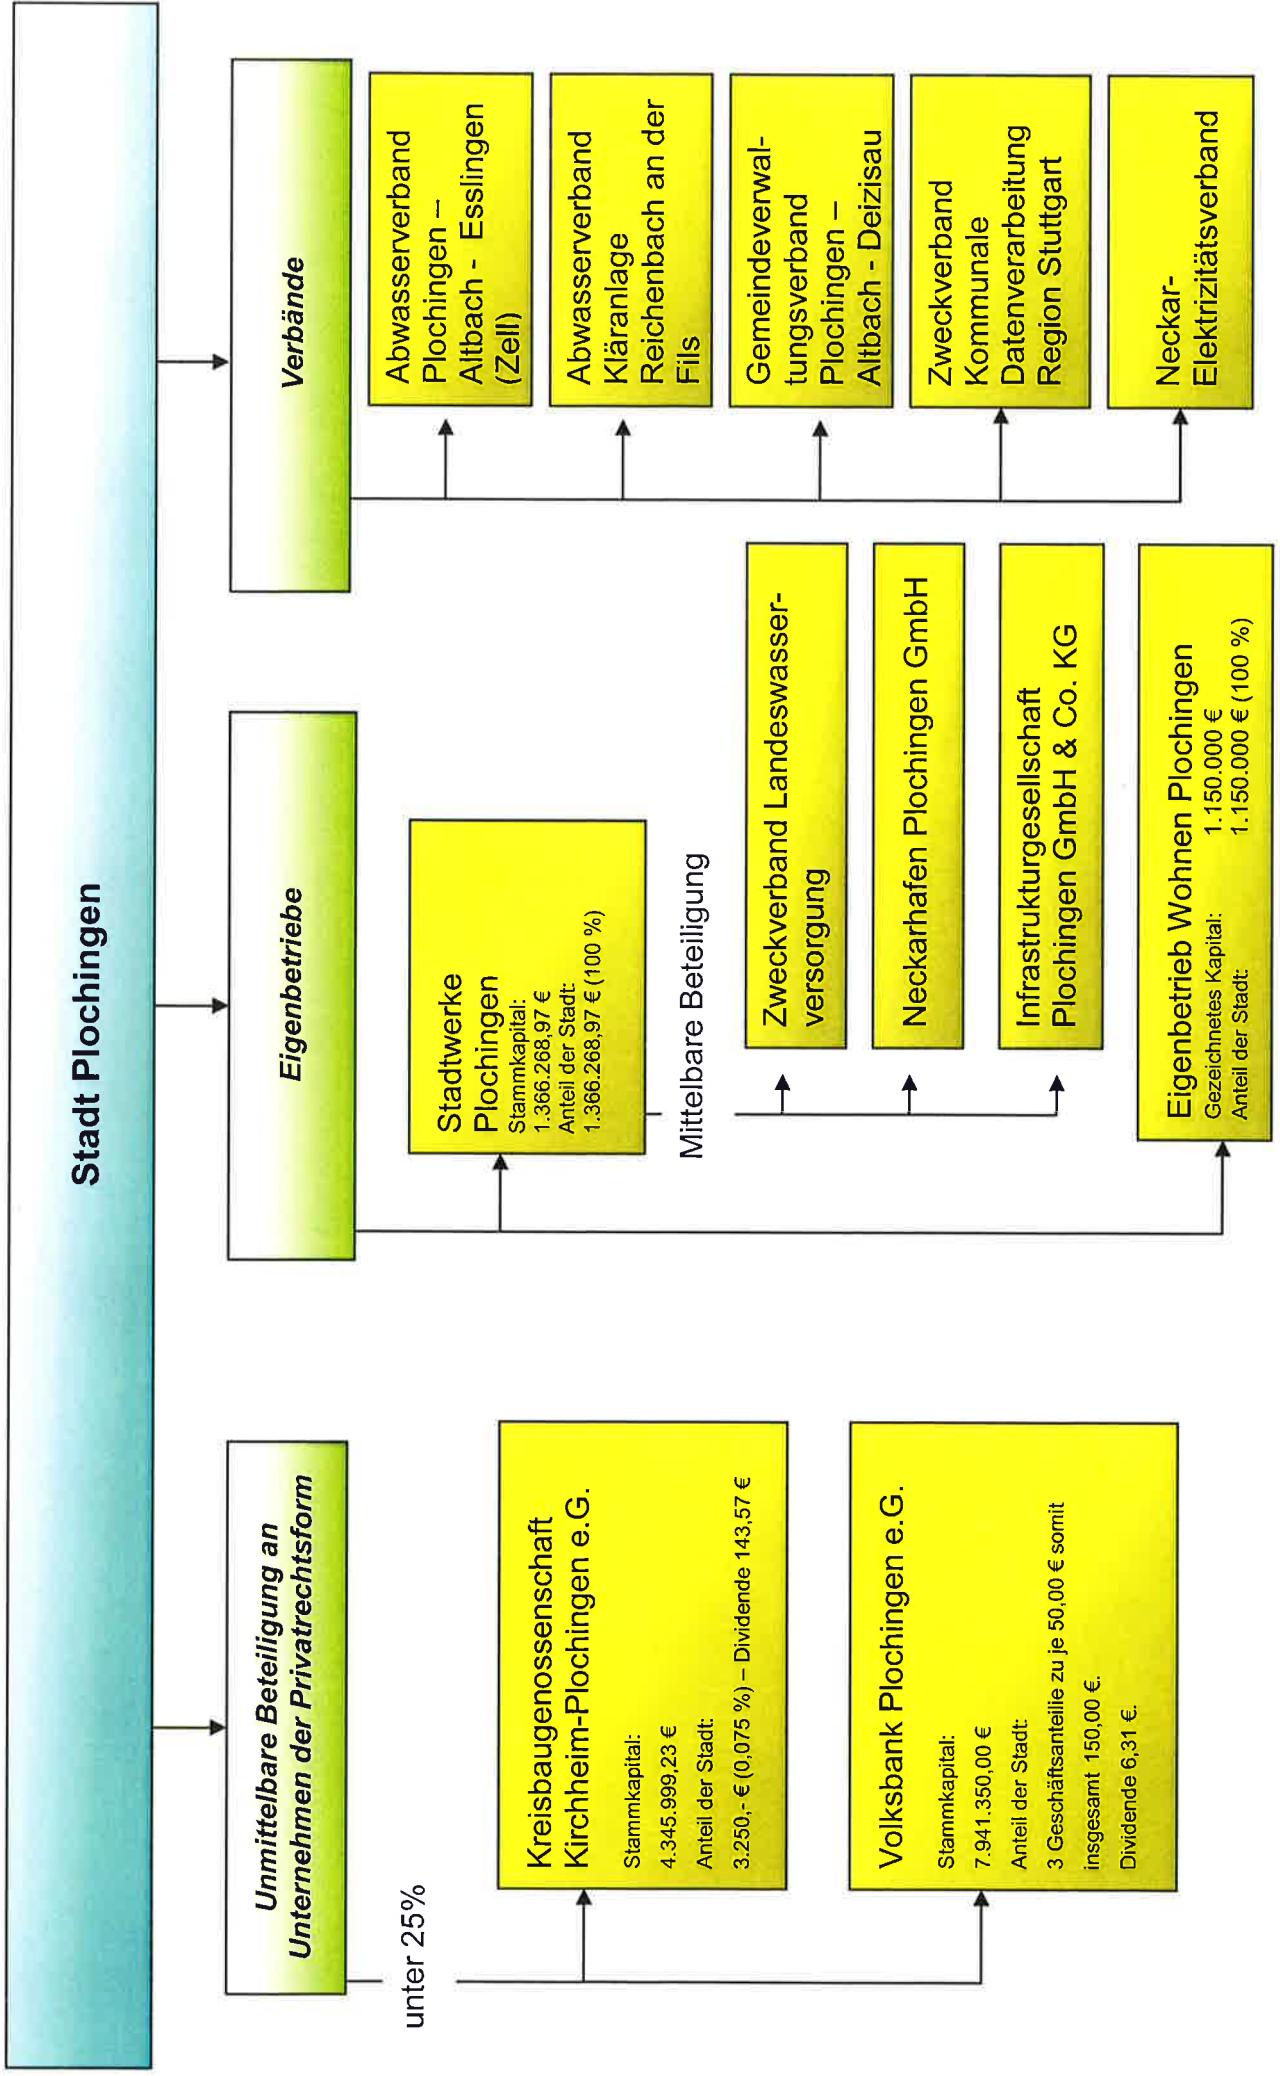 Stadt Plochingen
Unmittelbare Beteiligung an
Unternehmen der Privatrechtsform
unter 25%
Kreisbaugenossenschaft
Kirchheim-Plochingen e.G.
Stammkapital:
4.345.999,23 €
Anteil der Stadt:
3.250,- € (0,075 %) – Dividende 143,57 €
Volksbank Plochingen e.G.
Stammkapital:
7.941.350,00 €
Anteil der Stadt:
3 Geschäftsanteilie zu je 50,00 € somit
insgesamt 150,00 €.
Dividende 6,31 €.
Eigenbetriebe
Stadtwerke
Plochingen
Stammkapital:
1.366.268,97 €
Anteil der Stadt:
1.366.268,97 € (100 %)
Mittelbare Beteiligung
Zweckverband Landeswasser-
versorgung
Neckarhafen Plochingen GmbH
Infrastrukturgesellschaft
Plochingen GmbH & Co. KG
Eigenbetrieb Wohnen Plochingen
Gezeichnetes Kapital: 1.150.000 €
Anteil der Stadt: 1.150.000 € (100 %)
Verbände
Abwasserverband
Plochingen –
Altbach - Esslingen
(Zell)
Abwasserverband
Kläranlage
Reichenbach an der
Fils
Gemeindeverwal-
tungsverband
Plochingen –
Altbach - Deizisau
Zweckverband
Kommunale
Datenverarbeitung
Region Stuttgart
Neckar-
Elektrizitätsverband